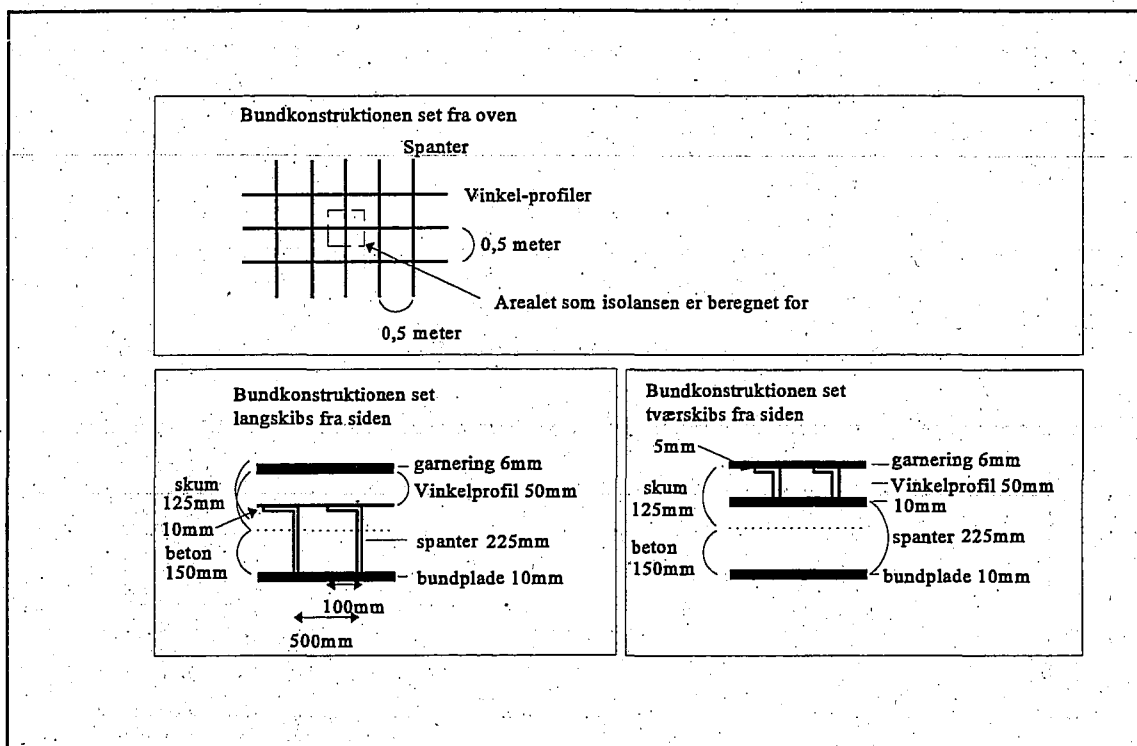 Bundkonstruktionen set fra oven
Spanter
Vinkel-profiler
0,5 meter
Arealet som isolansen er beregnet for
0,5 meter
Bundkonstruktionen set
langskibs fra siden
garnering 6mm
Vinkelprofil 50mm
skum
125mm
10mm
beton
150mm
spanter 225mm
bundplade 10mm
100mm
500mm
Bundkonstruktionen set
tværskibs fra siden
5mm
garnering 6mm
Vinkelprofil 50mm
10mm
skum
125mm
spanter 225mm
beton
150mm
bundplade 10mm